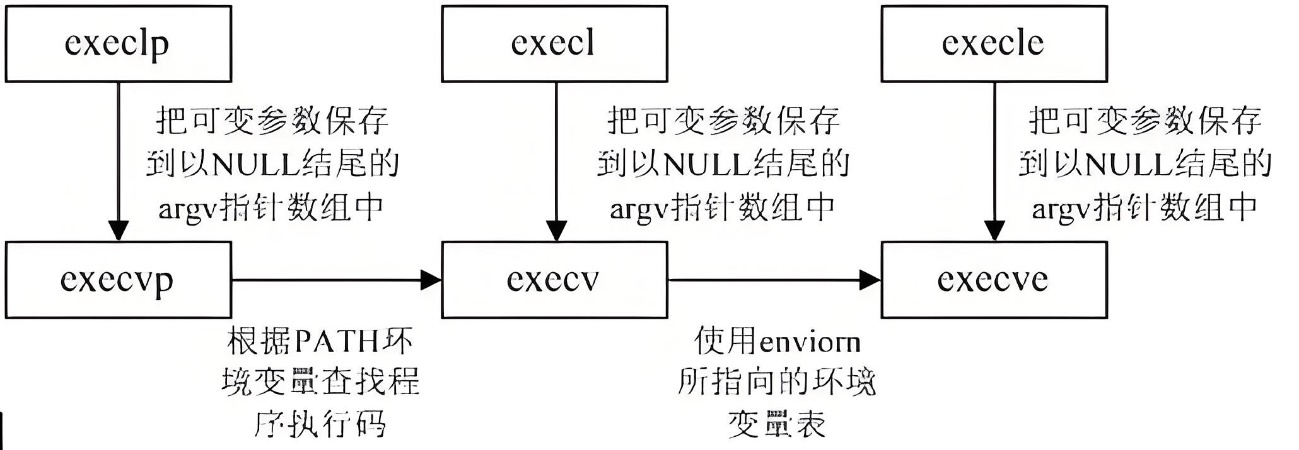 execlp
execl
execle
把可变参数保存
到以NULL结尾的
argv指针数组中
把可变参数保存
到以NULL结尾的
argv指针数组中
把可变参数保存
到以NULL结尾的
argv指针数组中
execvp
execv
execve
根据PATH环
境变量查找程
序执行码
使用enviorn
所指向的环境
变量表